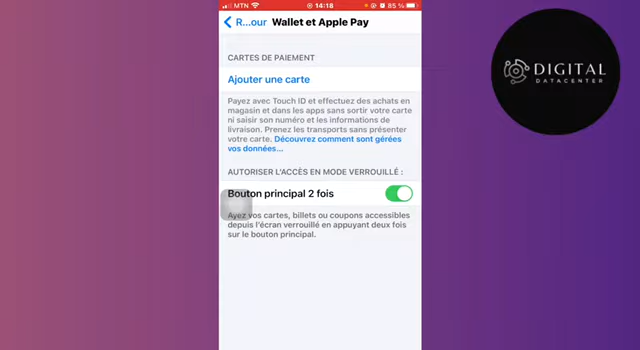 MTN 14:18 85 %
R...our Wallet et Apple Pay
CARTES DE PAIEMENT
Ajouter une carte
Payez avec Touch ID et effectuez des achats en
magasin et dans les apps sans sortir votre carte
ni saisir son numéro et les informations de
livraison. Prenez les transports sans présenter
votre carte. Découvrez comment sont gérées
vos données...
AUTORISER L'ACCÈS EN MODE VERROUILLÉ :
Bouton principal 2 fois
Ayez vos cartes, billets ou coupons accessibles
depuis l'écran verrouillé en appuyant deux fois
sur le bouton principal.
DIGITAL
DATACENTER